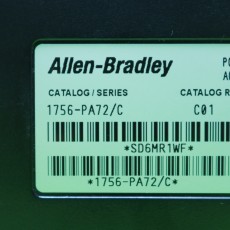 Allen-Bradley
CATALOG / SERIES
CATALOG R
1756-PA72/C
C01
*SD6MR1WF*
*1756-PA72/C*